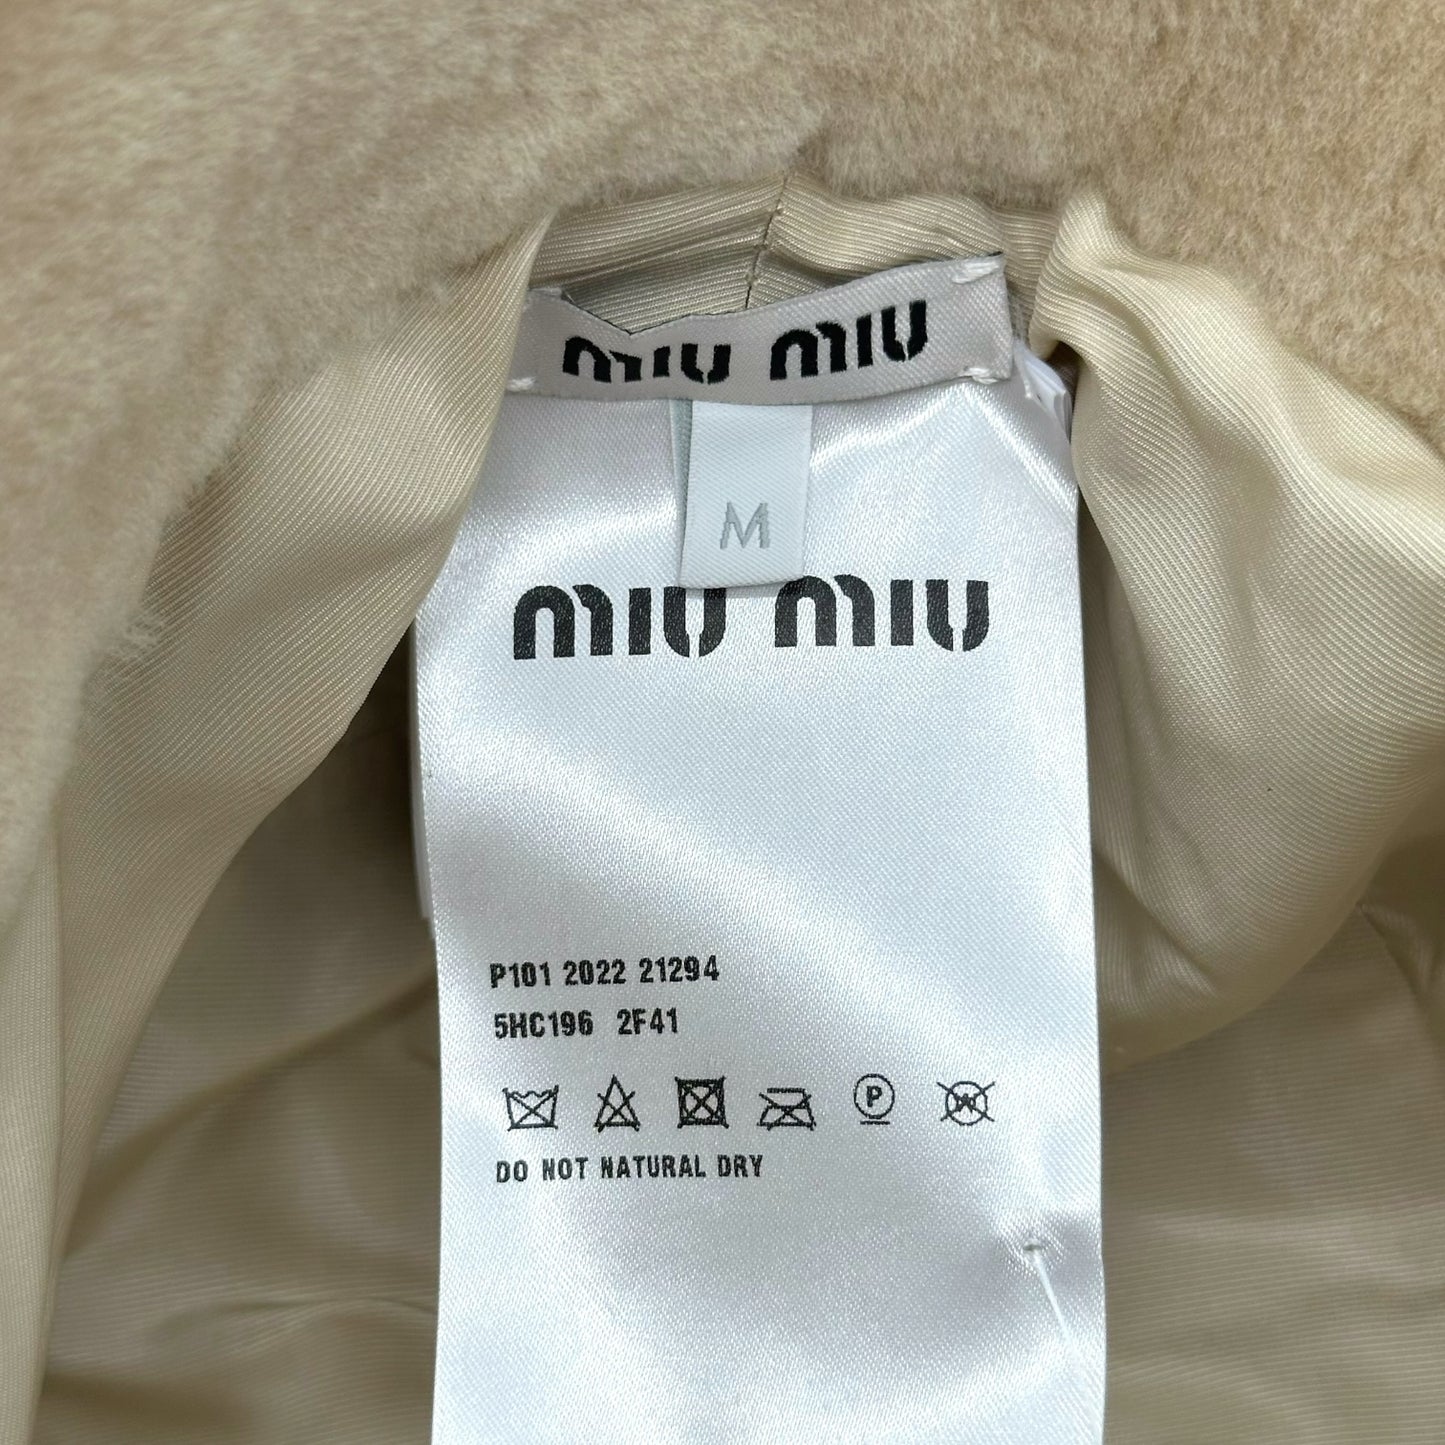 miu miu
M
miu miu
P101 2022 21294
5HC196 2F41
P
W
DO NOT NATURAL DRY